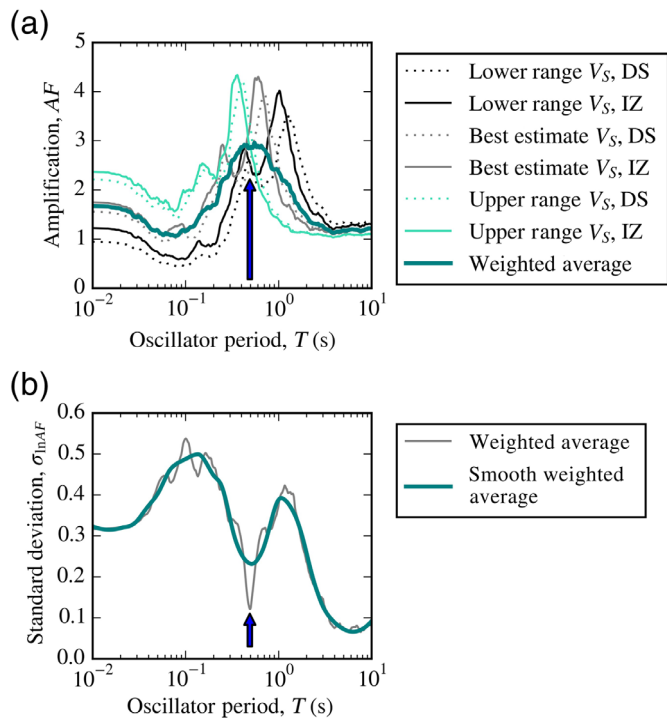 (a)
5
4
3
2
1
0
Amplification, AF
10⁻² 10⁻¹ 10⁰ 10¹
Oscillator period, T (s)
Lower range V_S, DS
Lower range V_S, IZ
Best estimate V_S, DS
Best estimate V_S, IZ
Upper range V_S, DS
Upper range V_S, IZ
Weighted average
(b)
0.6
0.5
0.4
0.3
0.2
0.1
0.0
Standard deviation, σ_lnAF
10⁻² 10⁻¹ 10⁰ 10¹
Oscillator period, T (s)
Weighted average
Smooth weighted
average